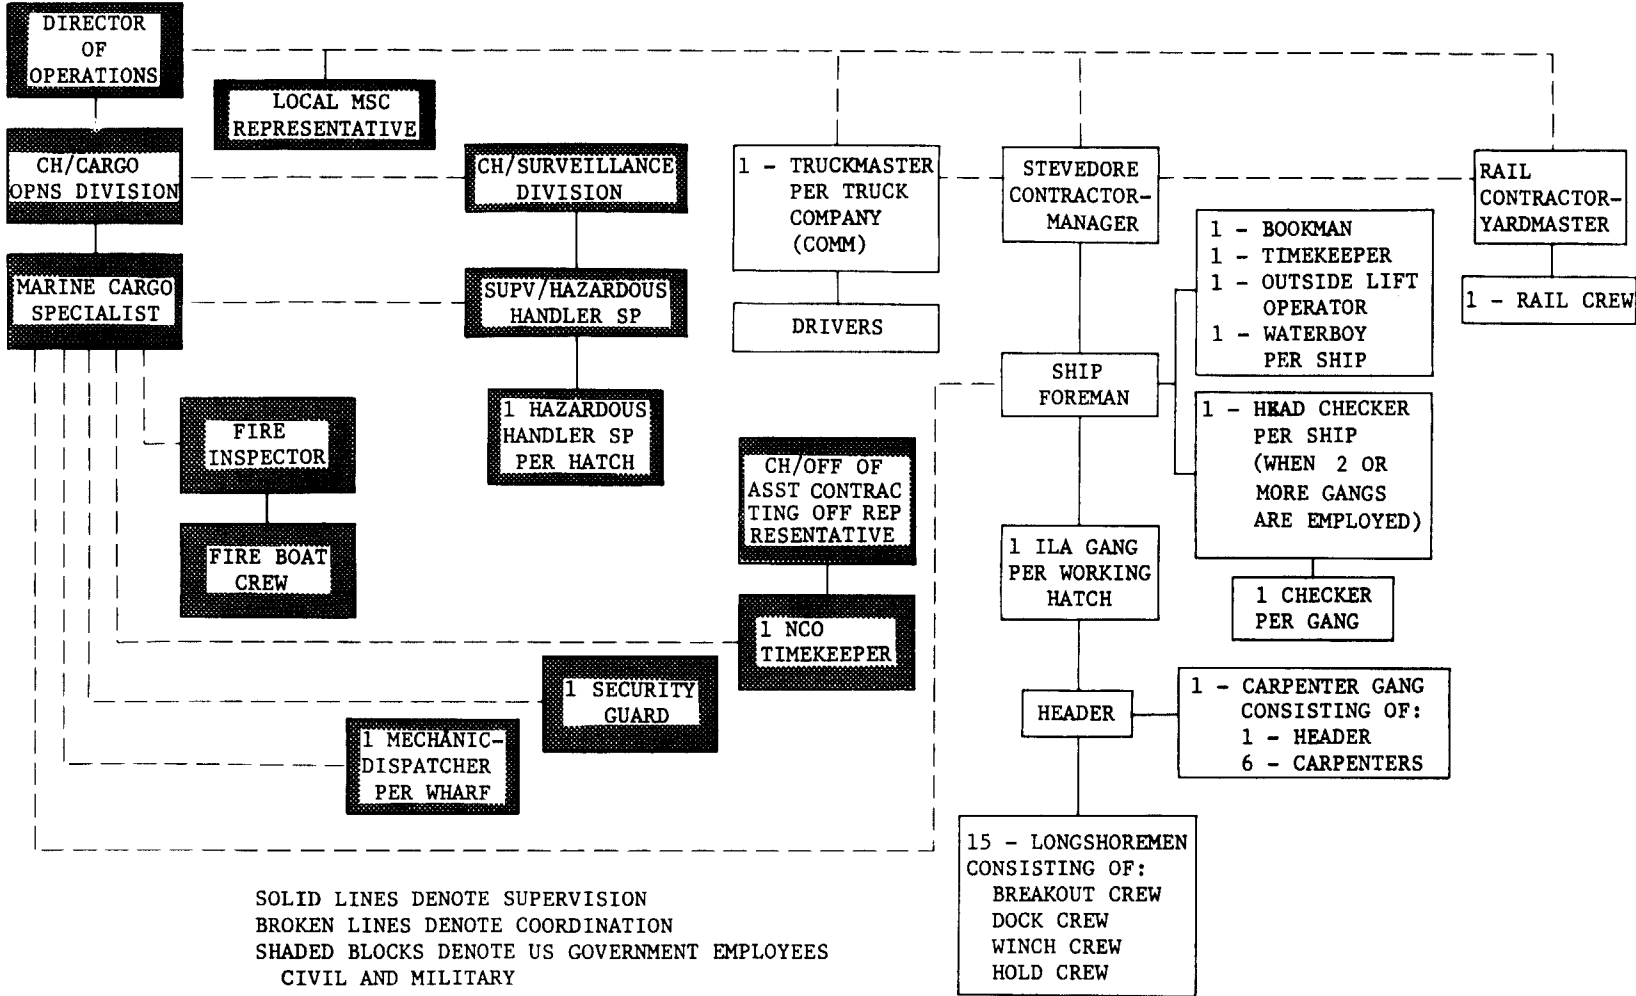 DIRECTOR
OF
OPERATIONS
LOCAL MSC
REPRESENTATIVE
CH/CARGO
OPNS DIVISION
CH/SURVEILLANCE
DIVISION
1 - TRUCKMASTER
PER TRUCK
COMPANY
(COMM)
STEVEDORE
CONTRACTOR-
MANAGER
RAIL
CONTRACTOR-
YARDMASTER
MARINE CARGO
SPECIALIST
SUPV/HAZARDOUS
HANDLER SP
DRIVERS
1 - BOOKMAN
1 - TIMEKEEPER
1 - OUTSIDE LIFT
OPERATOR
1 - WATERBOY
PER SHIP
1 - RAIL CREW
SHIP
FOREMAN
FIRE
INSPECTOR
1 HAZARDOUS
HANDLER SP
PER HATCH
1 - HEAD CHECKER
PER SHIP
(WHEN 2 OR
MORE GANGS
ARE EMPLOYED)
CH/OFF OF
ASST CONTRAC
TING OFF REP
RESENTATIVE
FIRE BOAT
CREW
1 ILA GANG
PER WORKING
HATCH
1 CHECKER
PER GANG
1 NCO
TIMEKEEPER
1 SECURITY
GUARD
HEADER
1 - CARPENTER GANG
CONSISTING OF:
1 - HEADER
6 - CARPENTERS
1 MECHANIC-
DISPATCHER
PER WHARF
15 - LONGSHOREMEN
CONSISTING OF:
BREAKOUT CREW
DOCK CREW
WINCH CREW
HOLD CREW
SOLID LINES DENOTE SUPERVISION
BROKEN LINES DENOTE COORDINATION
SHADED BLOCKS DENOTE US GOVERNMENT EMPLOYEES
CIVIL AND MILITARY